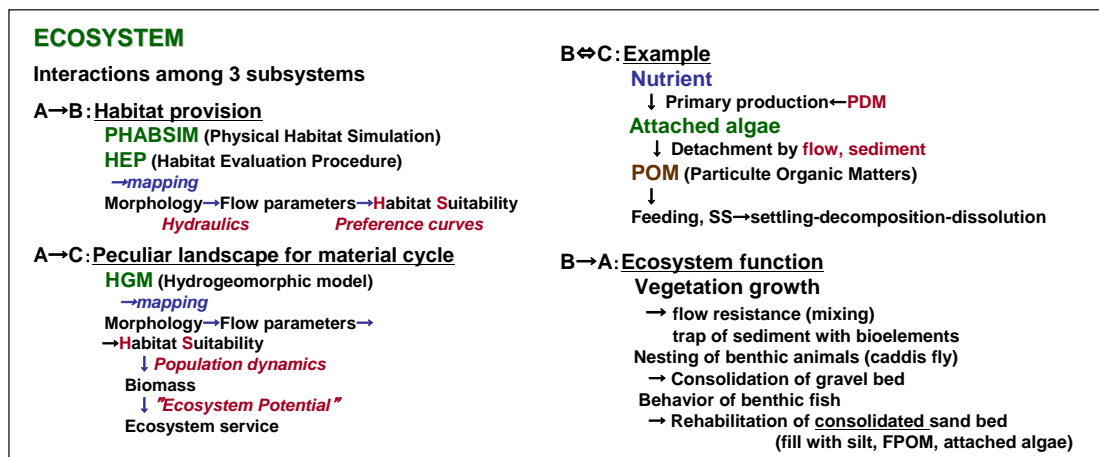 ECOSYSTEM
Interactions among 3 subsystems
A→B: Habitat provision
PHABSIM (Physical Habitat Simulation)
HEP (Habitat Evaluation Procedure)
→mapping
Morphology→Flow parameters→Habitat Suitability
Hydraulics Preference curves
A→C: Peculiar landscape for material cycle
HGM (Hydrogeomorphic model)
→mapping
Morphology→Flow parameters→
→Habitat Suitability
↓ Population dynamics
Biomass
↓ "Ecosystem Potential"
Ecosystem service
B⇔C: Example
Nutrient
↓ Primary production←PDM
Attached algae
↓ Detachment by flow, sediment
POM (Particulte Organic Matters)
↓
Feeding, SS→settling-decomposition-dissolution
B→A: Ecosystem function
Vegetation growth
→ flow resistance (mixing)
trap of sediment with bioelements
Nesting of benthic animals (caddis fly)
→ Consolidation of gravel bed
Behavior of benthic fish
→ Rehabilitation of consolidated sand bed
(fill with silt, FPOM, attached algae)